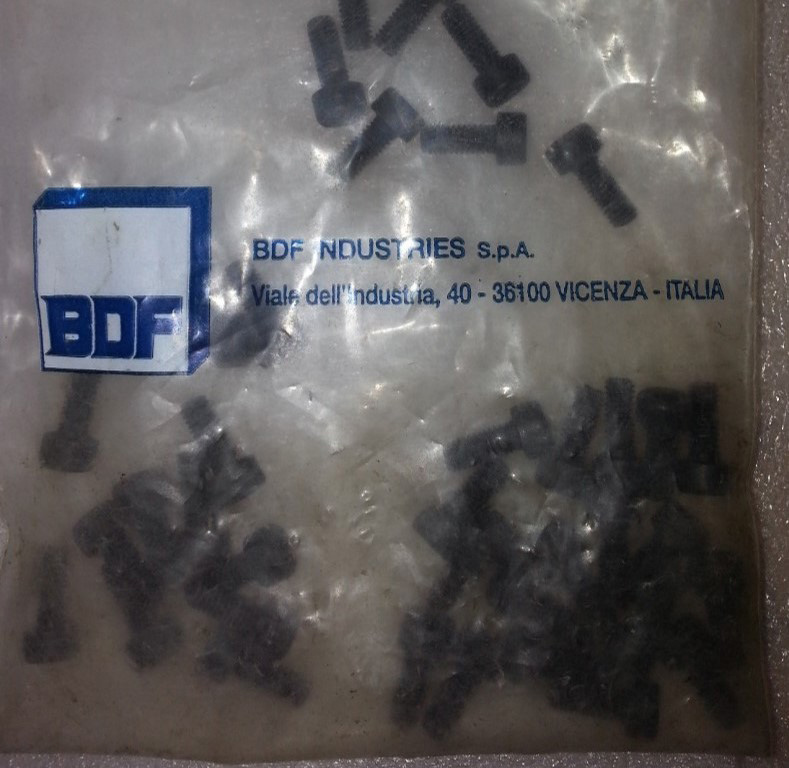 BDF INDUSTRIES S.p.A.
Viale dell'Industria, 40 - 36100 VICENZA - ITALIA
BDF